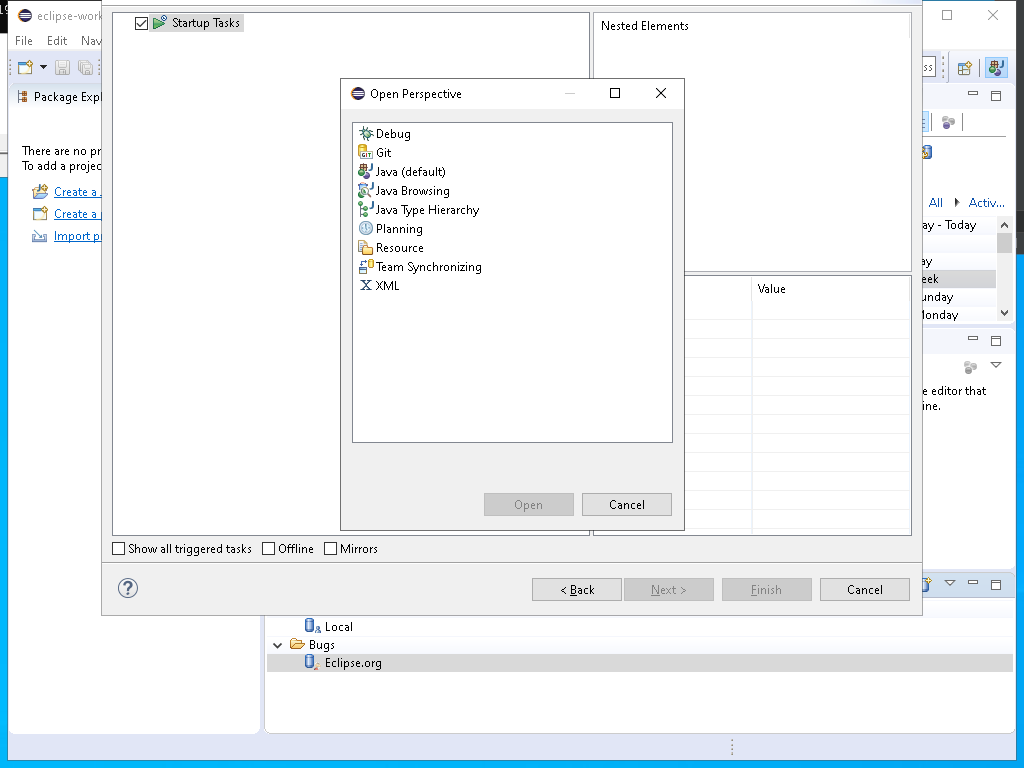 eclipse-work
File Edit Nav
Package Expl
There are no pr
To add a projec
Create a
Create a
Import pr
Startup Tasks
Nested Elements
Open Perspective
Debug
Git
Java (default)
Java Browsing
Java Type Hierarchy
Planning
Resource
Team Synchronizing
XML
Open
Cancel
Value
ss
All
Activ...
ay - Today
ay
eek
unday
Monday
e editor that
ine.
Show all triggered tasks
Offline
Mirrors
?
< Back
Next >
Finish
Cancel
Local
Bugs
Eclipse.org